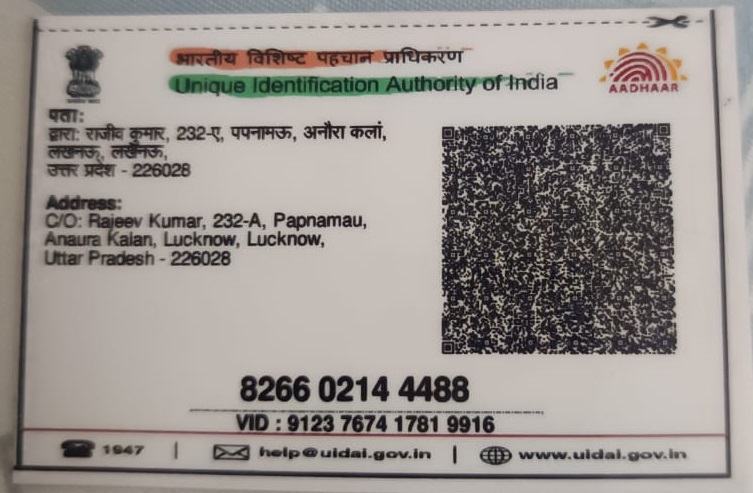 भारतीय विशिष्ट पहचान प्राधिकरण
Unique Identification Authority of India
AADHAAR
पता:
द्वारा: राजीव कुमार, 232-ए, पपनामऊ, अनौरा कलां,
लखनऊ, लखनऊ,
उत्तर प्रदेश - 226028
Address:
C/O: Rajeev Kumar, 232-A, Papnamau,
Anaura Kalan, Lucknow, Lucknow,
Uttar Pradesh - 226028
8266 0214 4488
VID : 9123 7674 1781 9916
1947 | help@uidai.gov.in | www.uidai.gov.in